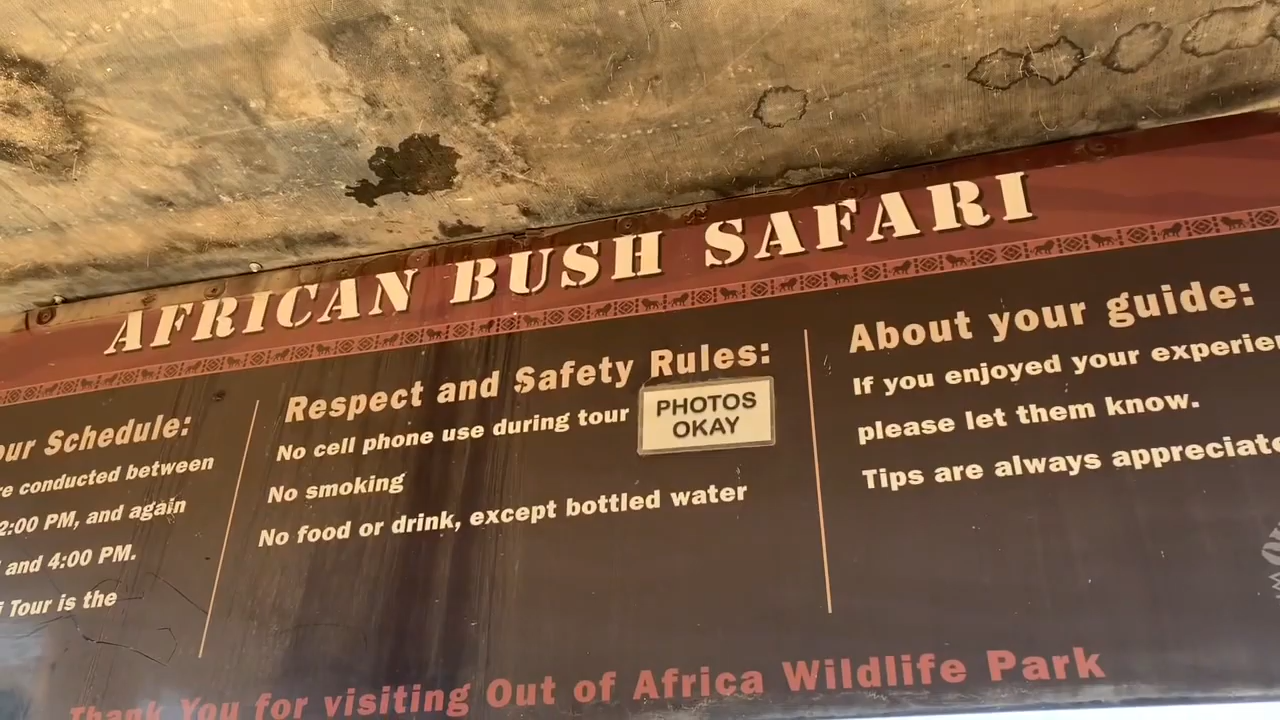 AFRICAN BUSH SAFARI
our Schedule:
re conducted between
2:00 PM, and again
and 4:00 PM.
i Tour is the
Respect and Safety Rules:
No cell phone use during tour
PHOTOS
OKAY
No smoking
No food or drink, except bottled water
About your guide:
If you enjoyed your experien
please let them know.
Tips are always appreciate
Thank You for visiting Out of Africa Wildlife Park